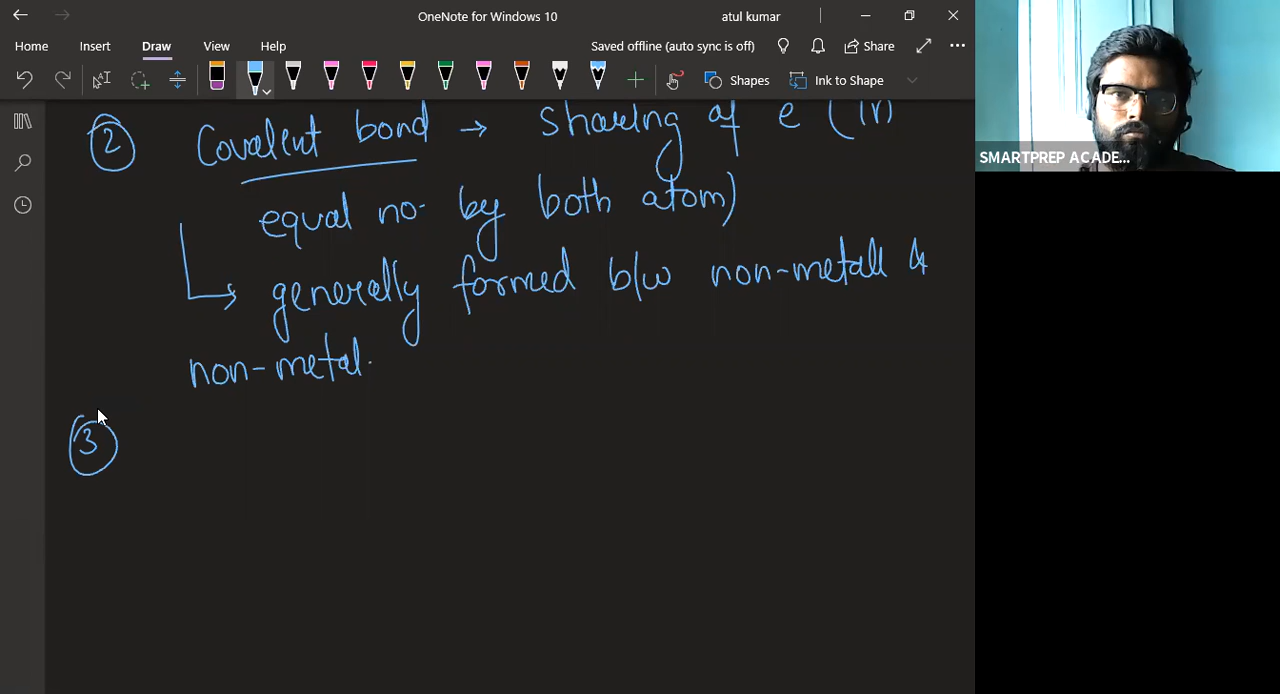 OneNote for Windows 10
atul kumar
Home Insert Draw View Help
Saved offline (auto sync is off)
Share
Shapes
Ink to Shape
SMARTPREP ACADE...
② Covalent bond → sharing of e (in
equal no. by both atom)
↳ generally formed b/w non-metall &
non-metal.
③